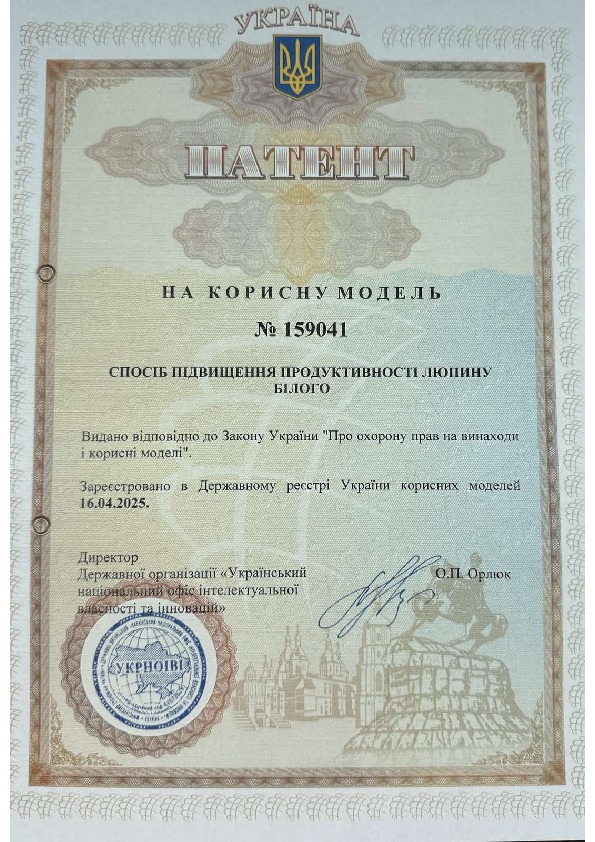 УКРАЇНА
ПАТЕНТ
НА КОРИСНУ МОДЕЛЬ
№ 159041
СПОСІБ ПІДВИЩЕННЯ ПРОДУКТИВНОСТІ ЛЮПИНУ
БІЛОГО
Видано відповідно до Закону України "Про охорону прав на винаходи
і корисні моделі".
Зареєстровано в Державному реєстрі України корисних моделей
16.04.2025.
Директор
Державної організації «Український
національний офіс інтелектуальної
власності та інновацій»
О.П. Орлюк
УКРНОІВІ